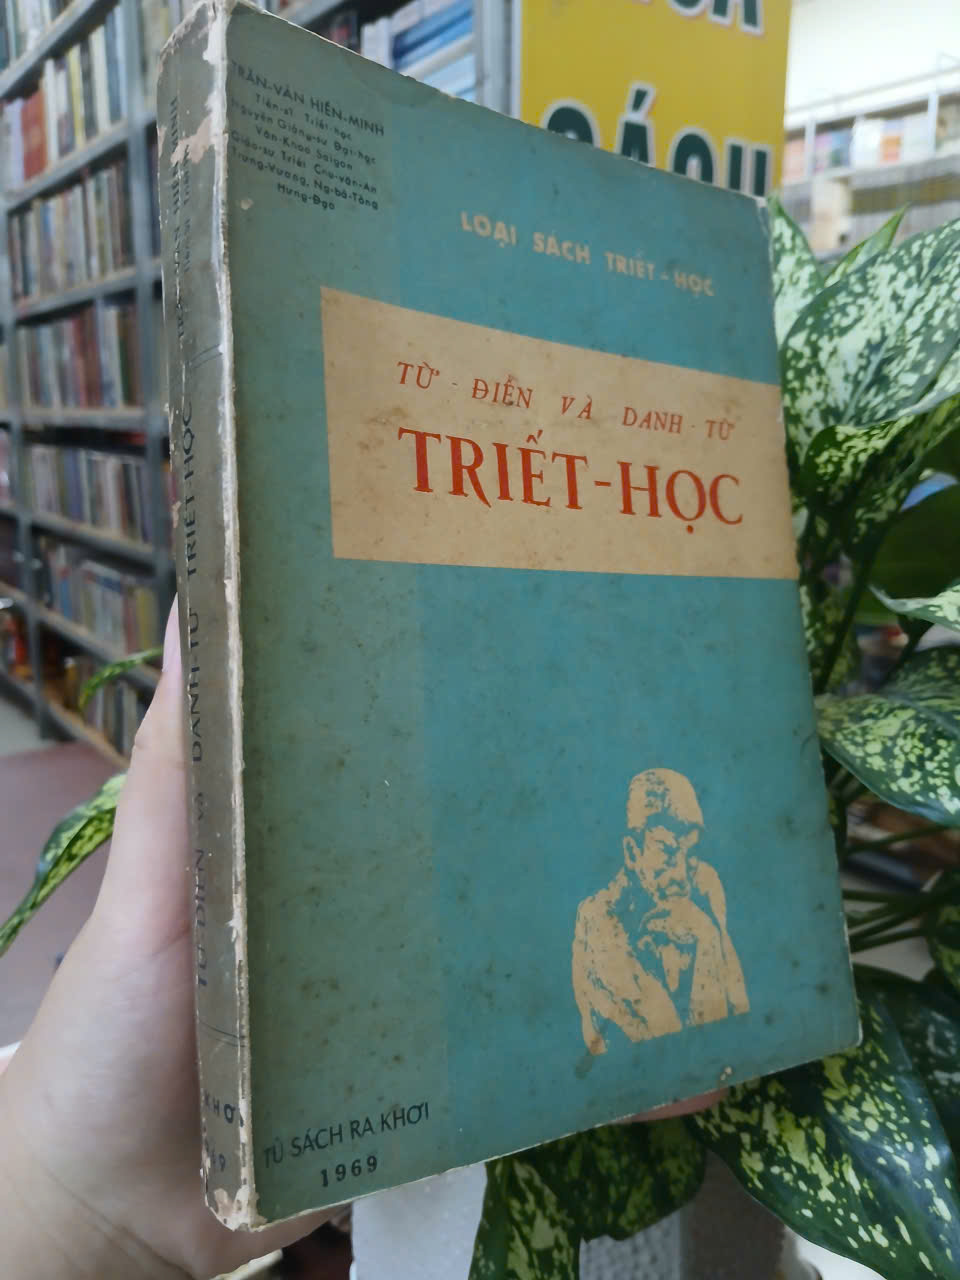 TRẦN-VĂN HIẾN-MINH
Tiến-sĩ Triết-học
Nguyên Giảng-sư Đại-học
Văn-Khoa Saigon
Giáo-sư Triết Chu-văn-An
Trưng-Vương, Ng-bá-Tòng
Hưng-Đạo
LOẠI SÁCH TRIẾT-HỌC
TỪ-ĐIỂN VÀ DANH-TỪ
TRIẾT-HỌC
TỦ SÁCH RA KHƠI
1969
TỪ ĐIỂN và DANH-TỪ TRIẾT-HỌC
KHƠI
SÁCH